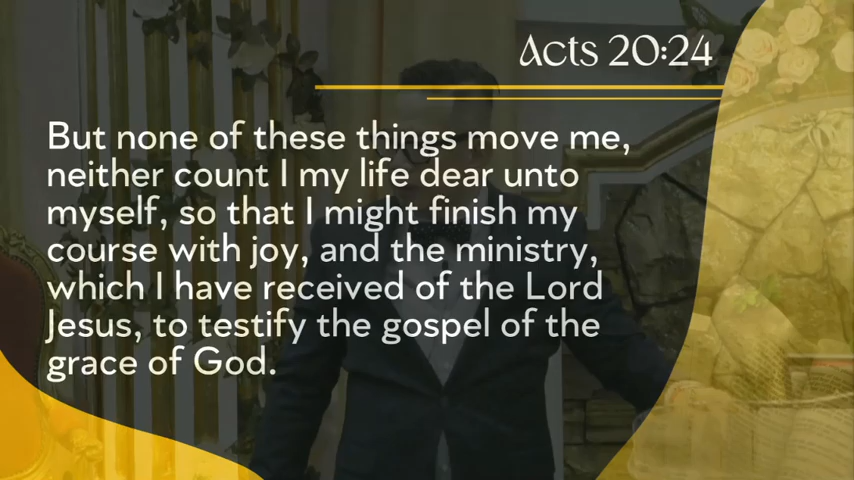 Acts 20:24
But none of these things move me,
neither count I my life dear unto
myself, so that I might finish my
course with joy, and the ministry,
which I have received of the Lord
Jesus, to testify the gospel of the
grace of God.